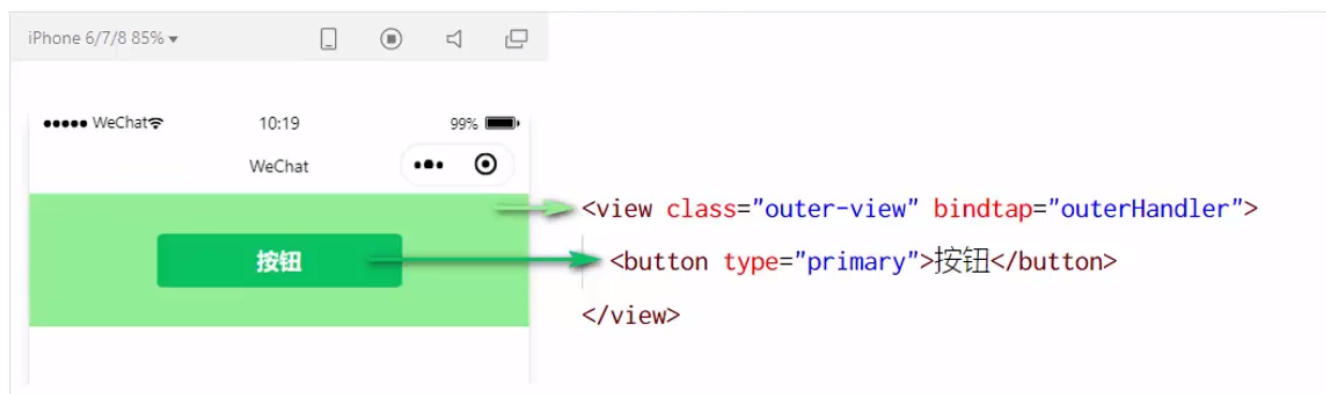 iPhone 6/7/8 85%
WeChat 10:19 99%
WeChat
<view class="outer-view" bindtap="outerHandler">
按钮
<button type="primary">按钮</button>
</view>